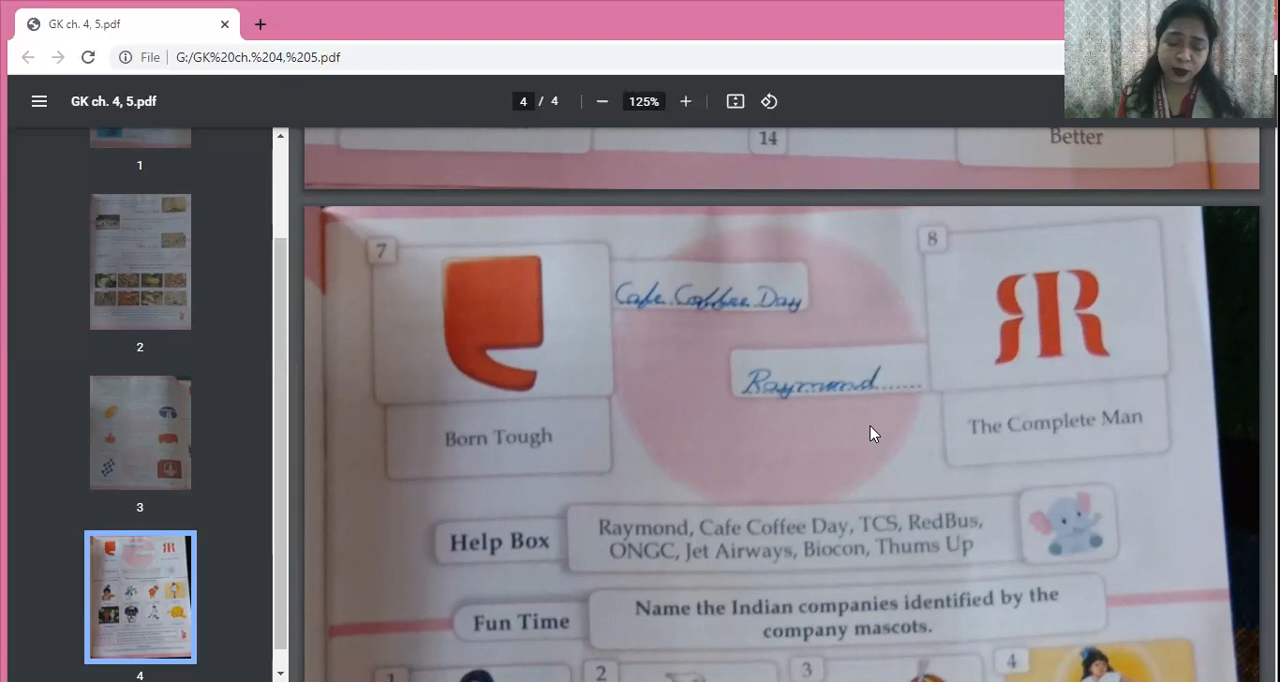 GK ch. 4, 5.pdf
File G:/GK%20ch.%204,%205.pdf
GK ch. 4, 5.pdf
4 / 4
125%
1
2
3
4
14
Better
7
Cafe Coffee Day
8
Raymond......
Born Tough
The Complete Man
Help Box
Raymond, Cafe Coffee Day, TCS, RedBus,
ONGC, Jet Airways, Biocon, Thums Up
Fun Time
Name the Indian companies identified by the
company mascots.
1
2
3
4